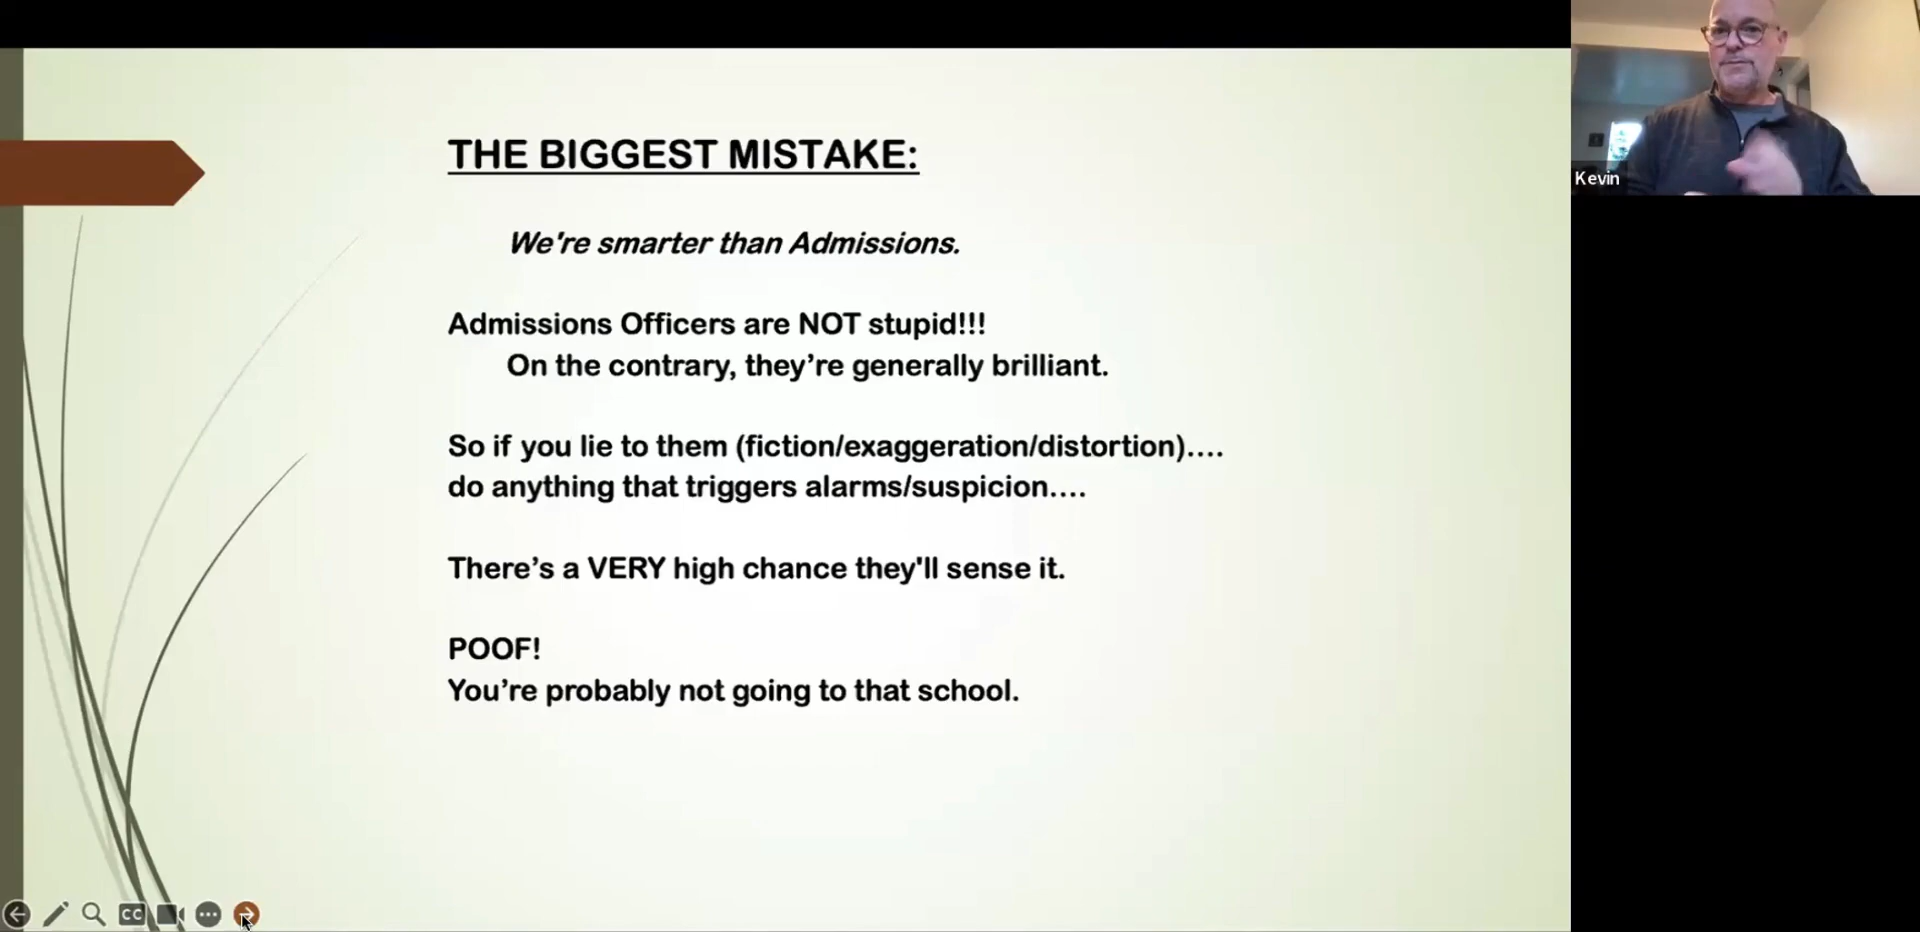 THE BIGGEST MISTAKE:
We're smarter than Admissions.
Admissions Officers are NOT stupid!!!
On the contrary, they’re generally brilliant.
So if you lie to them (fiction/exaggeration/distortion)....
do anything that triggers alarms/suspicion....
There’s a VERY high chance they'll sense it.
POOF!
You’re probably not going to that school.
Kevin
CC